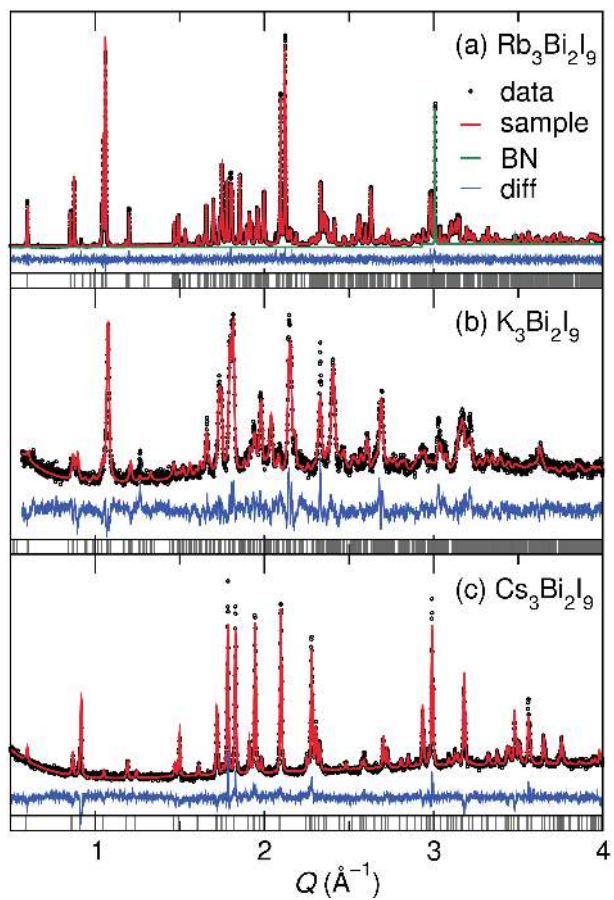 (a) Rb₃Bi₂I₉
data
sample
BN
diff
(b) K₃Bi₂I₉
(c) Cs₃Bi₂I₉
1 2 3 4
Q (Å⁻¹)